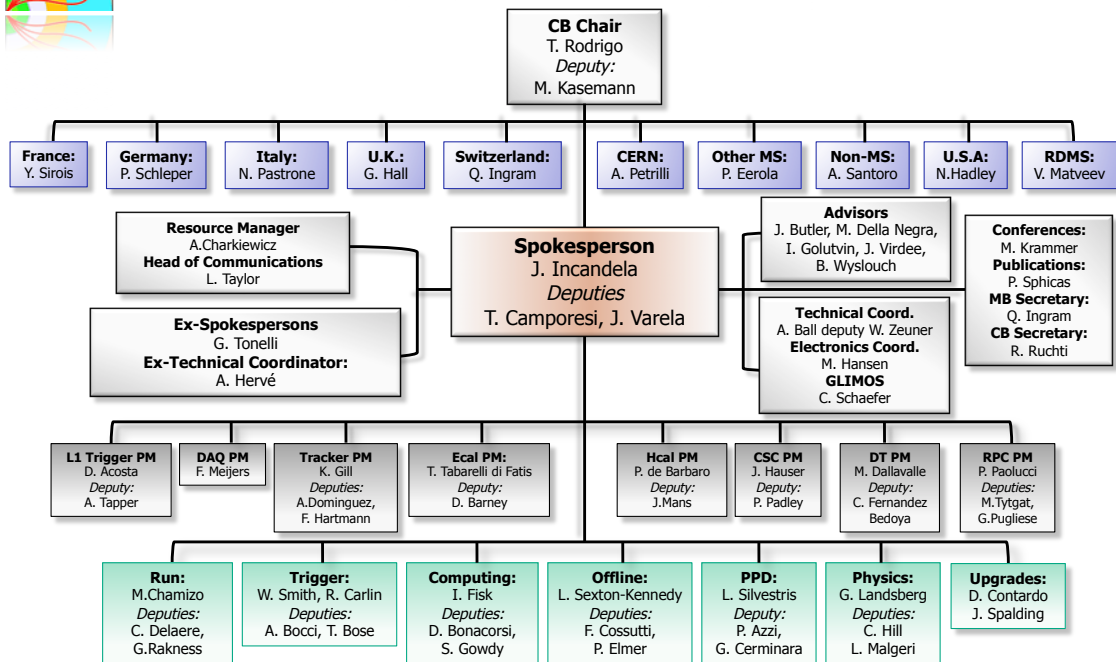 CB Chair
T. Rodrigo
Deputy:
M. Kasemann
France:
Y. Sirois
Germany:
P. Schleper
Italy:
N. Pastrone
U.K.:
G. Hall
Switzerland:
Q. Ingram
CERN:
A. Petrilli
Other MS:
P. Eerola
Non-MS:
A. Santoro
U.S.A:
N.Hadley
RDMS:
V. Matveev
Resource Manager
A.Charkiewicz
Head of Communications
L. Taylor
Ex-Spokespersons
G. Tonelli
Ex-Technical Coordinator:
A. Hervé
Spokesperson
J. Incandela
Deputies
T. Camporesi, J. Varela
Advisors
J. Butler, M. Della Negra,
I. Golutvin, J. Virdee,
B. Wyslouch
Technical Coord.
A. Ball deputy W. Zeuner
Electronics Coord.
M. Hansen
GLIMOS
C. Schaefer
Conferences:
M. Krammer
Publications:
P. Sphicas
MB Secretary:
Q. Ingram
CB Secretary:
R. Ruchti
L1 Trigger PM
D. Acosta
Deputy:
A. Tapper
DAQ PM
F. Meijers
Tracker PM
K. Gill
Deputies:
A.Dominguez,
F. Hartmann
Ecal PM:
T. Tabarelli di Fatis
Deputy:
D. Barney
Hcal PM
P. de Barbaro
Deputy:
J.Mans
CSC PM
J. Hauser
Deputy:
P. Padley
DT PM
M. Dallavalle
Deputy:
C. Fernandez
Bedoya
RPC PM
P. Paolucci
Deputies:
M.Tytgat,
G.Pugliese
Run:
M.Chamizo
Deputies:
C. Delaere,
G.Rakness
Trigger:
W. Smith, R. Carlin
Deputies:
A. Bocci, T. Bose
Computing:
I. Fisk
Deputies:
D. Bonacorsi,
S. Gowdy
Offline:
L. Sexton-Kennedy
Deputies:
F. Cossutti,
P. Elmer
PPD:
L. Silvestris
Deputy:
P. Azzi,
G. Cerminara
Physics:
G. Landsberg
Deputies:
C. Hill
L. Malgeri
Upgrades:
D. Contardo
J. Spalding